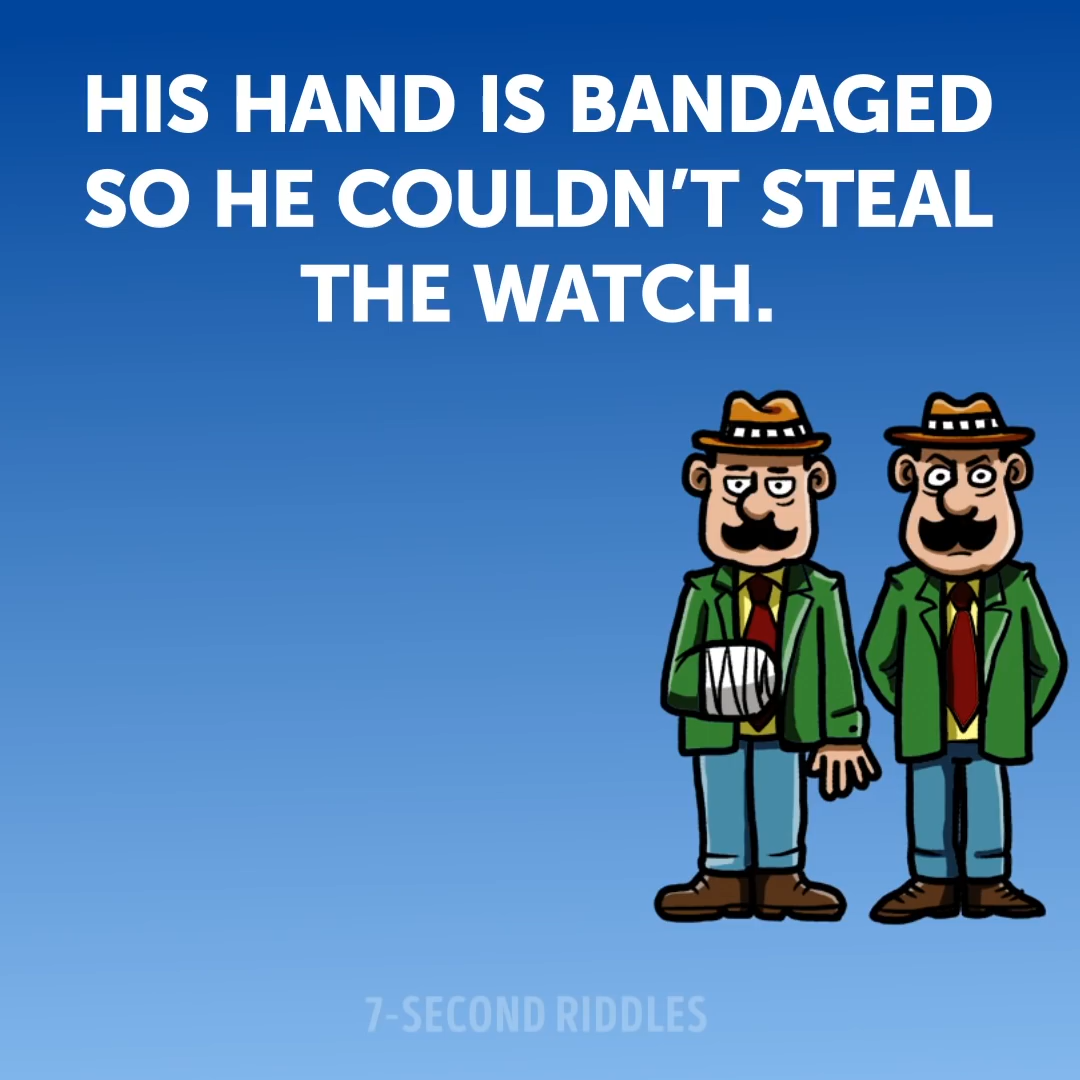 HIS HAND IS BANDAGED
SO HE COULDN’T STEAL
THE WATCH.
7-SECOND RIDDLES